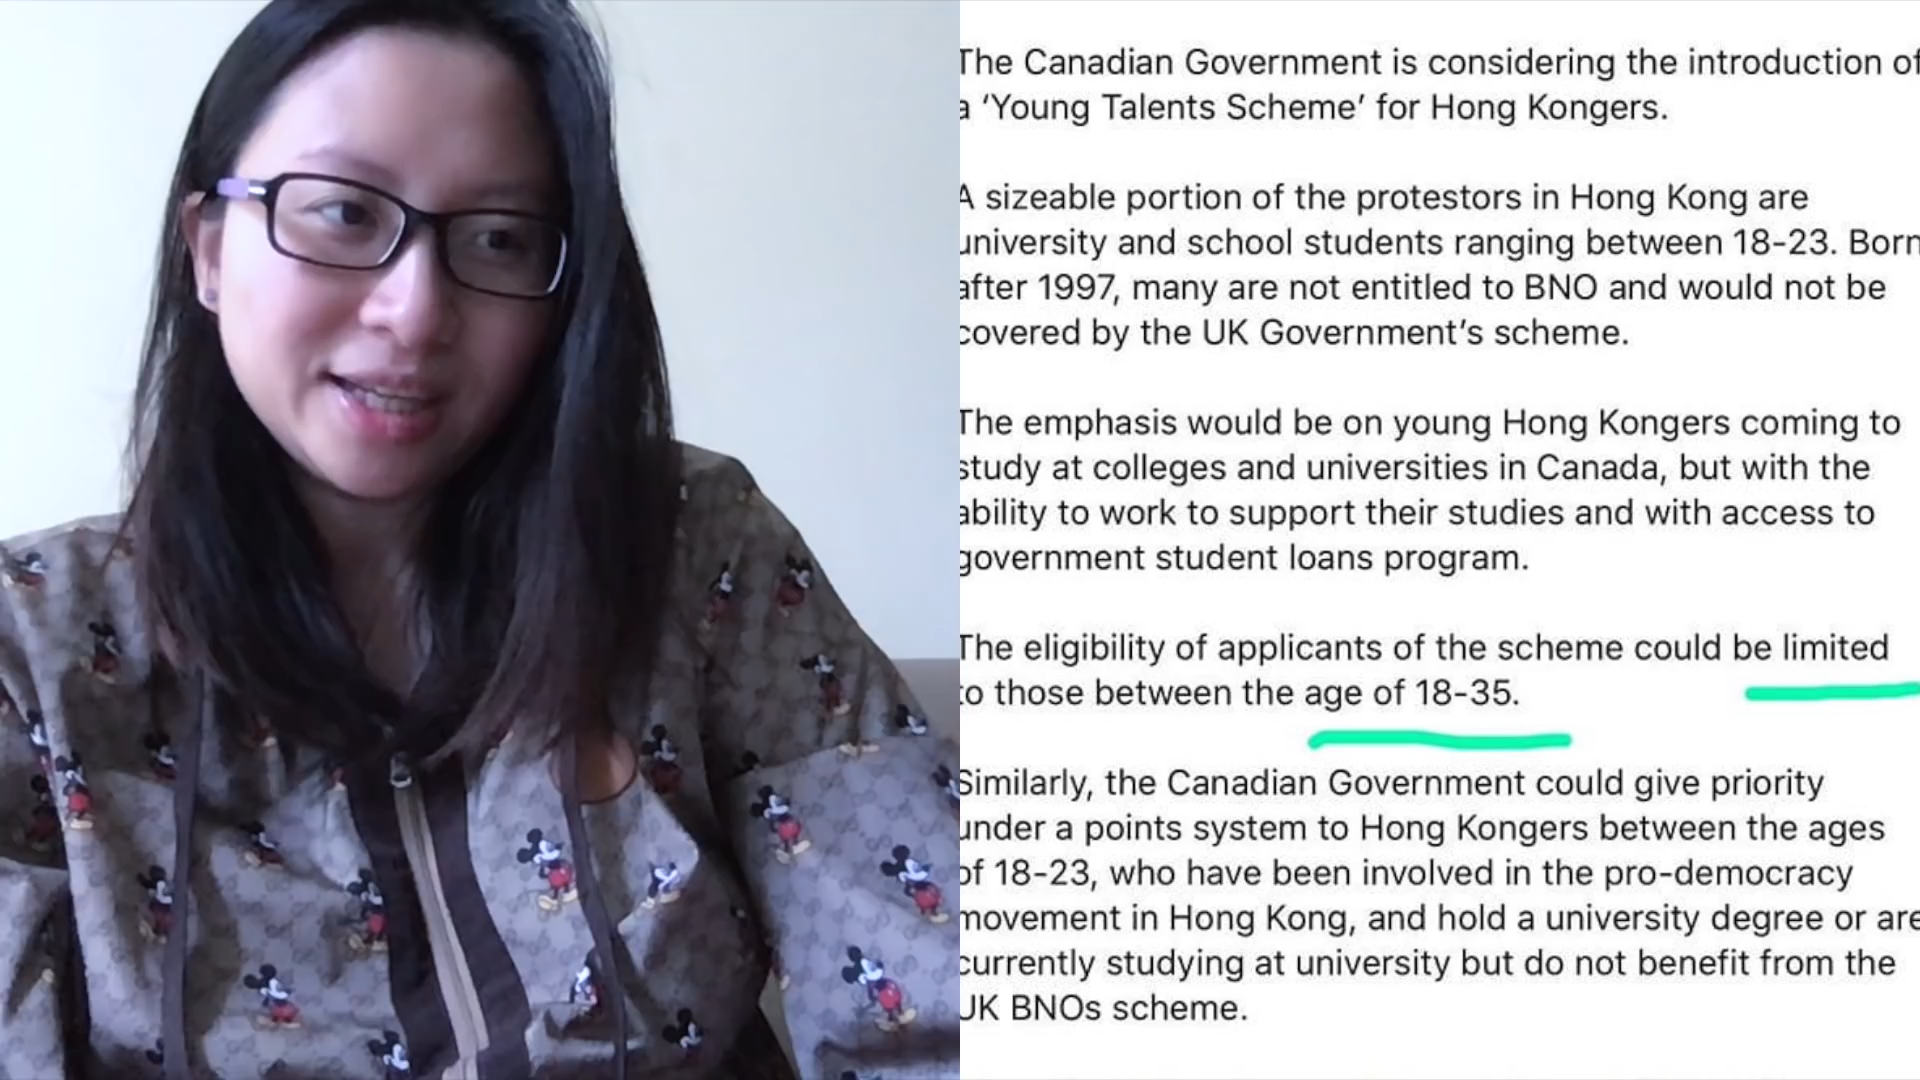 The Canadian Government is considering the introduction of
a ‘Young Talents Scheme’ for Hong Kongers.
A sizeable portion of the protestors in Hong Kong are
university and school students ranging between 18-23. Born
after 1997, many are not entitled to BNO and would not be
covered by the UK Government’s scheme.
The emphasis would be on young Hong Kongers coming to
study at colleges and universities in Canada, but with the
ability to work to support their studies and with access to
government student loans program.
The eligibility of applicants of the scheme could be limited
to those between the age of 18-35.
Similarly, the Canadian Government could give priority
under a points system to Hong Kongers between the ages
of 18-23, who have been involved in the pro-democracy
movement in Hong Kong, and hold a university degree or are
currently studying at university but do not benefit from the
UK BNOs scheme.